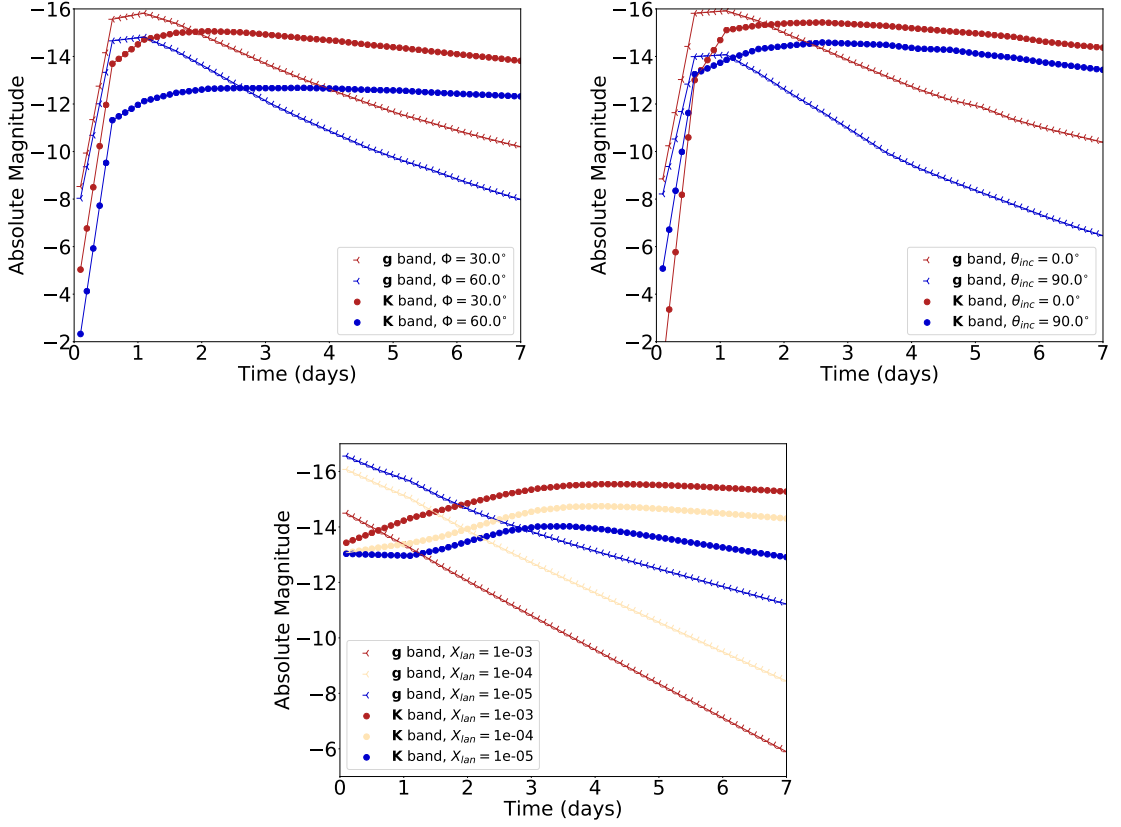 Absolute Magnitude
−16
−14
−12
−10
−8
−6
−4
−2
g band, Φ = 30.0°
g band, Φ = 60.0°
K band, Φ = 30.0°
K band, Φ = 60.0°
0 1 2 3 4 5 6 7
Time (days)
Absolute Magnitude
−16
−14
−12
−10
−8
−6
−4
−2
g band, θinc = 0.0°
g band, θinc = 90.0°
K band, θinc = 0.0°
K band, θinc = 90.0°
0 1 2 3 4 5 6 7
Time (days)
Absolute Magnitude
−16
−14
−12
−10
−8
−6
g band, Xlan = 1e-03
g band, Xlan = 1e-04
g band, Xlan = 1e-05
K band, Xlan = 1e-03
K band, Xlan = 1e-04
K band, Xlan = 1e-05
0 1 2 3 4 5 6 7
Time (days)